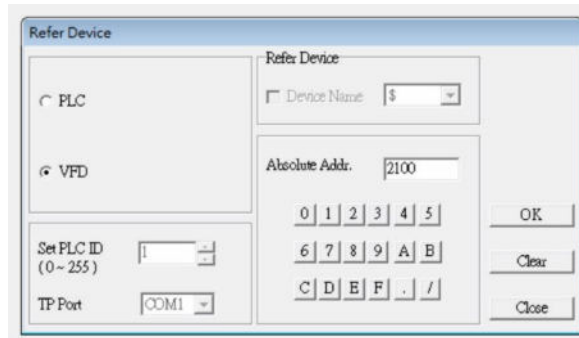 Refer Device
PLC
VFD
Set PLC ID
(0 ~ 255)
1
TP Port
COM1
Refer Device
Device Name
$
Absolute Addr.
2100
0 1 2 3 4 5
6 7 8 9 A B
C D E F . /
OK
Clear
Close